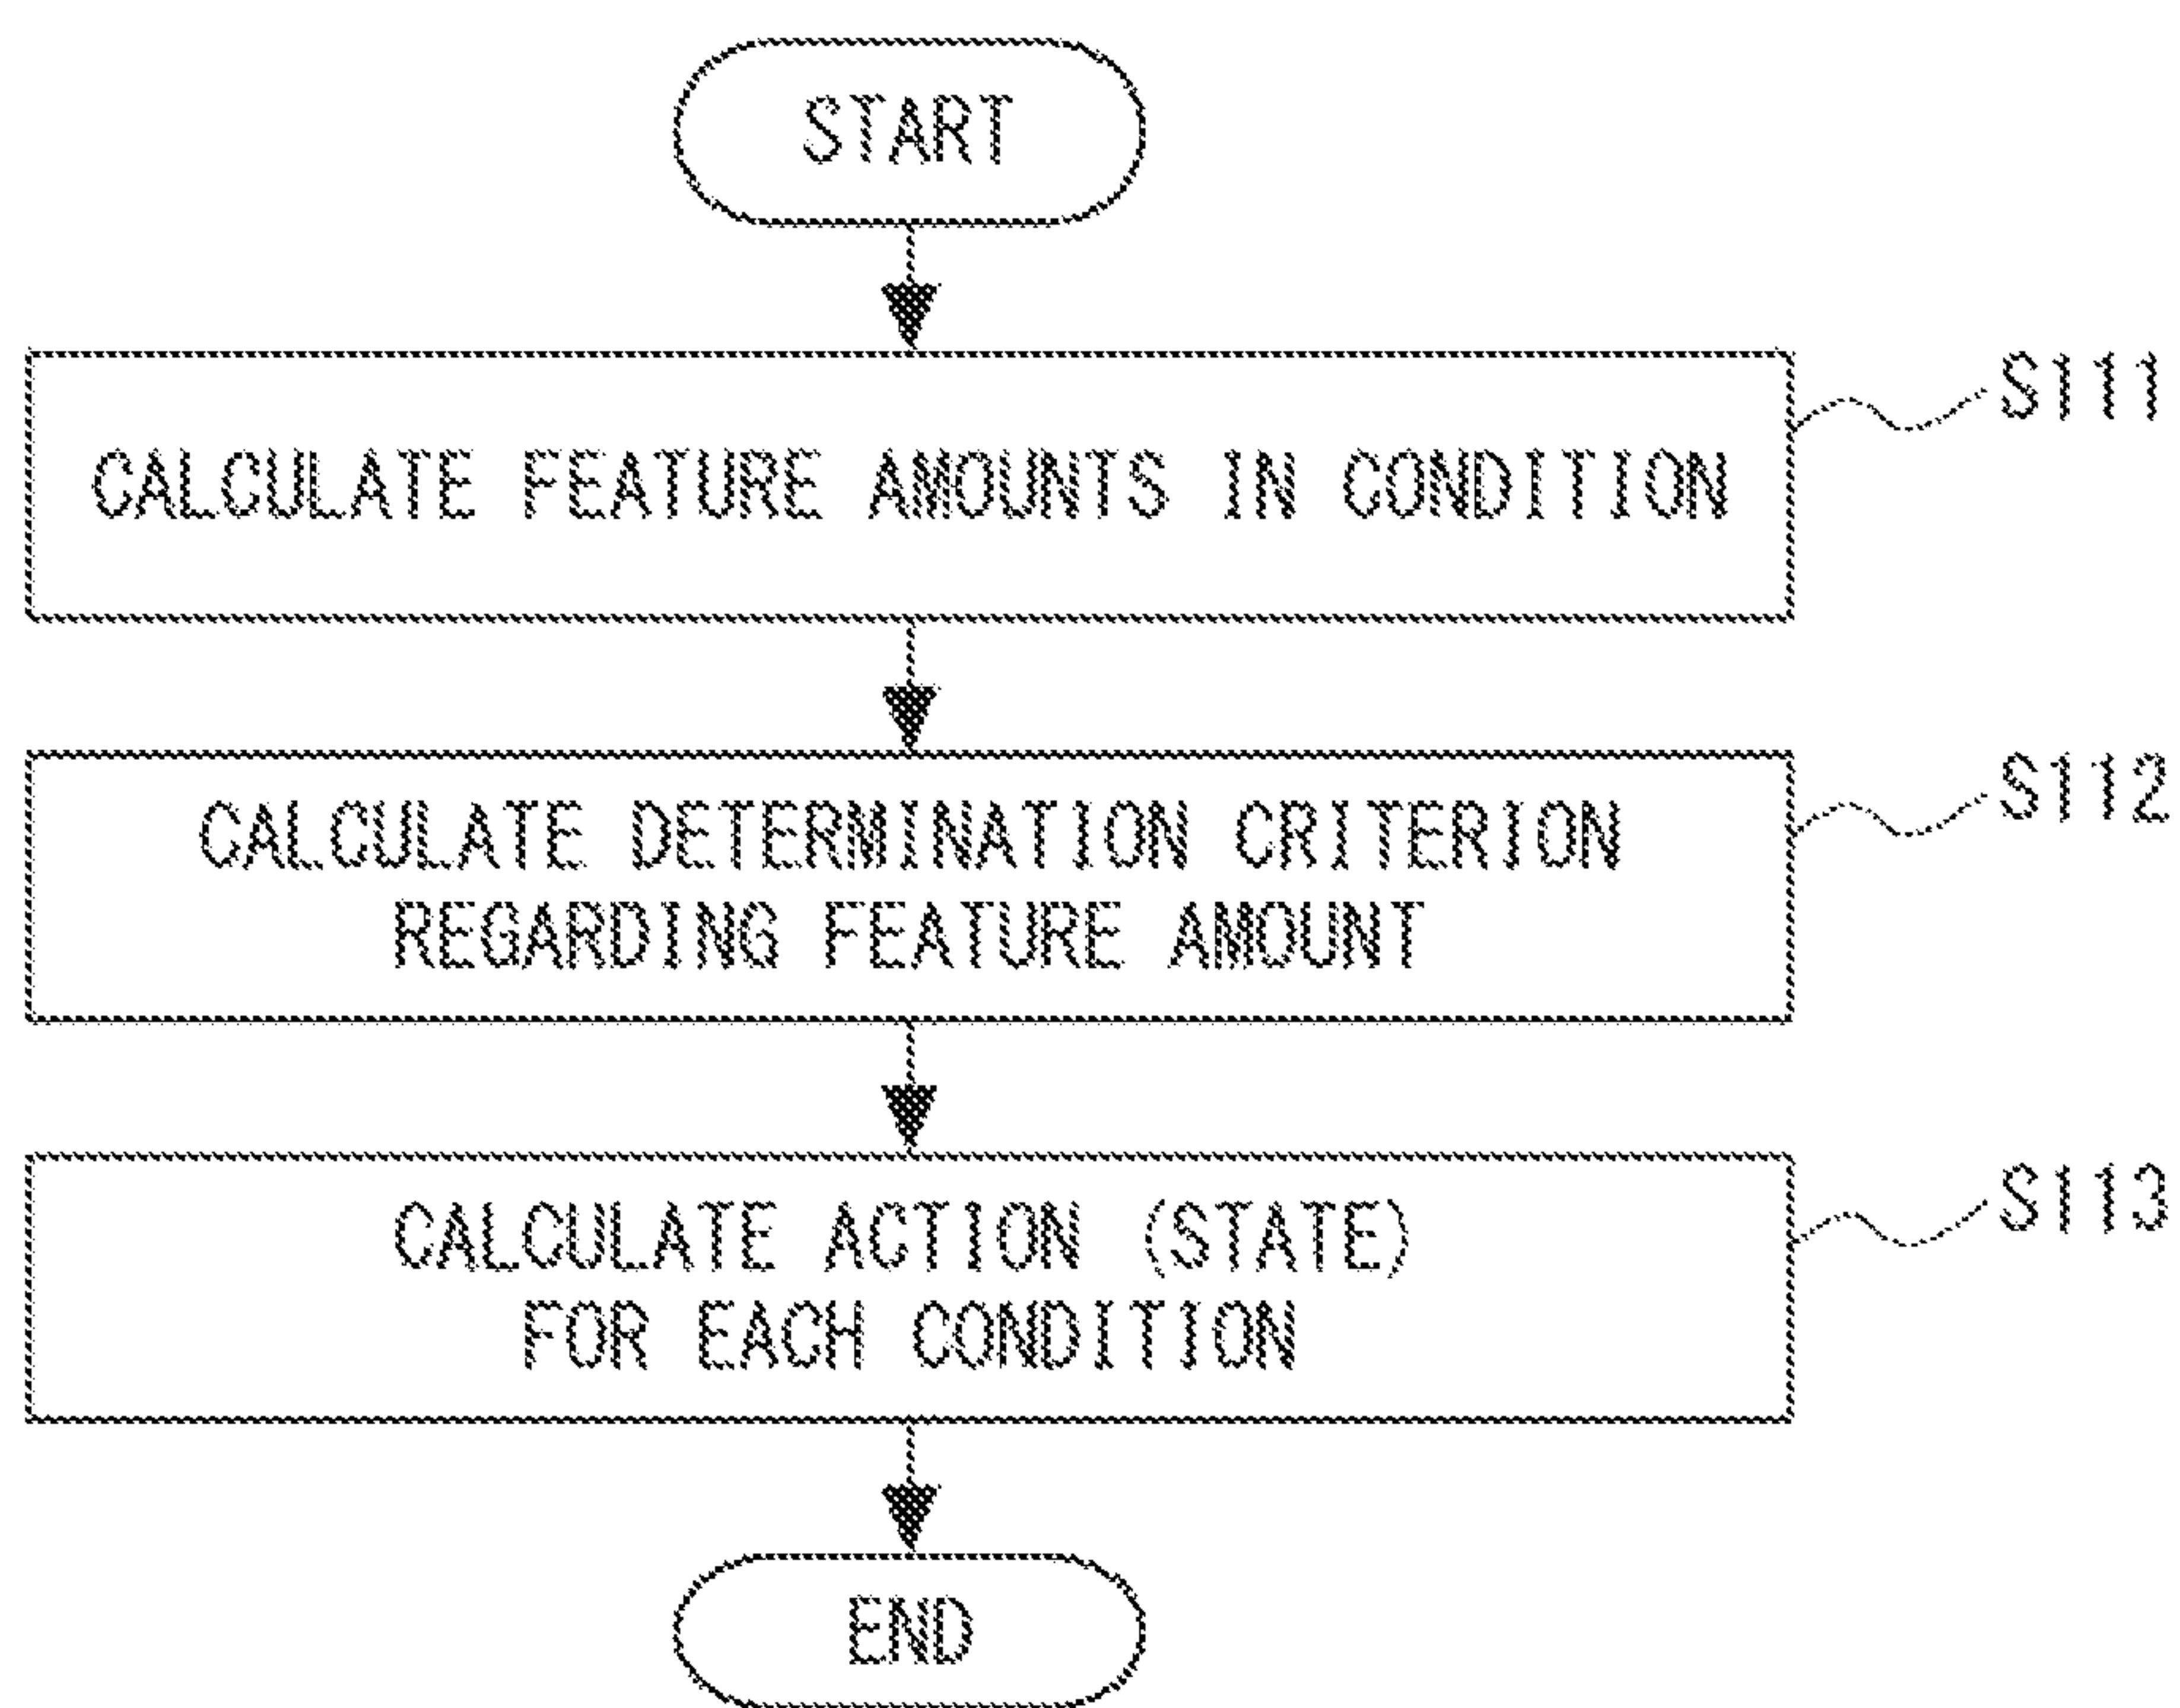 START
CALCULATE FEATURE AMOUNTS IN CONDITION
S111
CALCULATE DETERMINATION CRITERION
REGARDING FEATURE AMOUNT
S112
CALCULATE ACTION (STATE)
FOR EACH CONDITION
S113
END